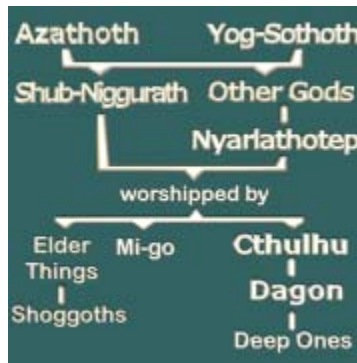 Azathoth Yog-Sothoth
Shub-Niggurath Other Gods
Nyarlathotep
worshipped by
Elder Things Mi-go Cthulhu
Dagon
Shoggoths
Deep Ones